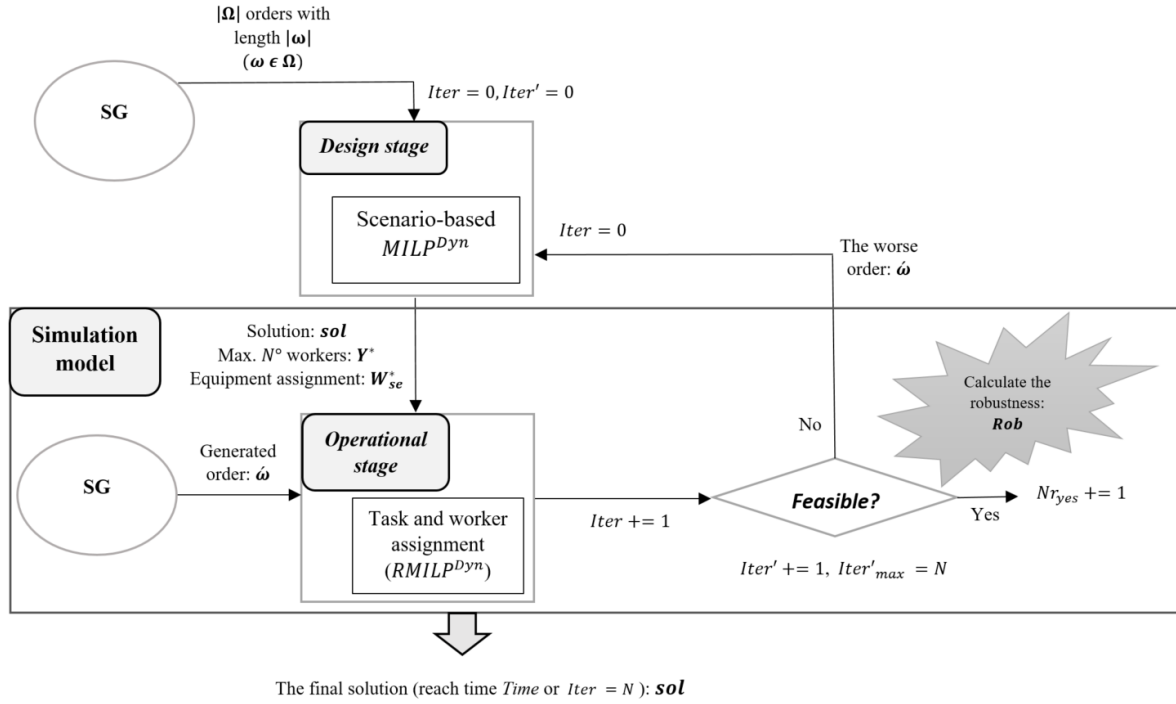 |Ω| orders with
length |ω|
(ω ϵ Ω)
SG
Iter = 0, Iter′ = 0
Design stage
Scenario-based
MILP^{Dyn}
Iter = 0
The worse
order: ώ
Simulation
model
Solution: sol
Max. N° workers: Y*
Equipment assignment: W*_{se}
Calculate the
robustness:
Rob
No
Operational
stage
Generated
order: ώ
SG
Task and worker
assignment
(RMILP^{Dyn})
Iter += 1
Feasible?
Yes
Nr_{yes} += 1
Iter′ += 1, Iter′_{max} = N
The final solution (reach time Time or Iter = N ): sol